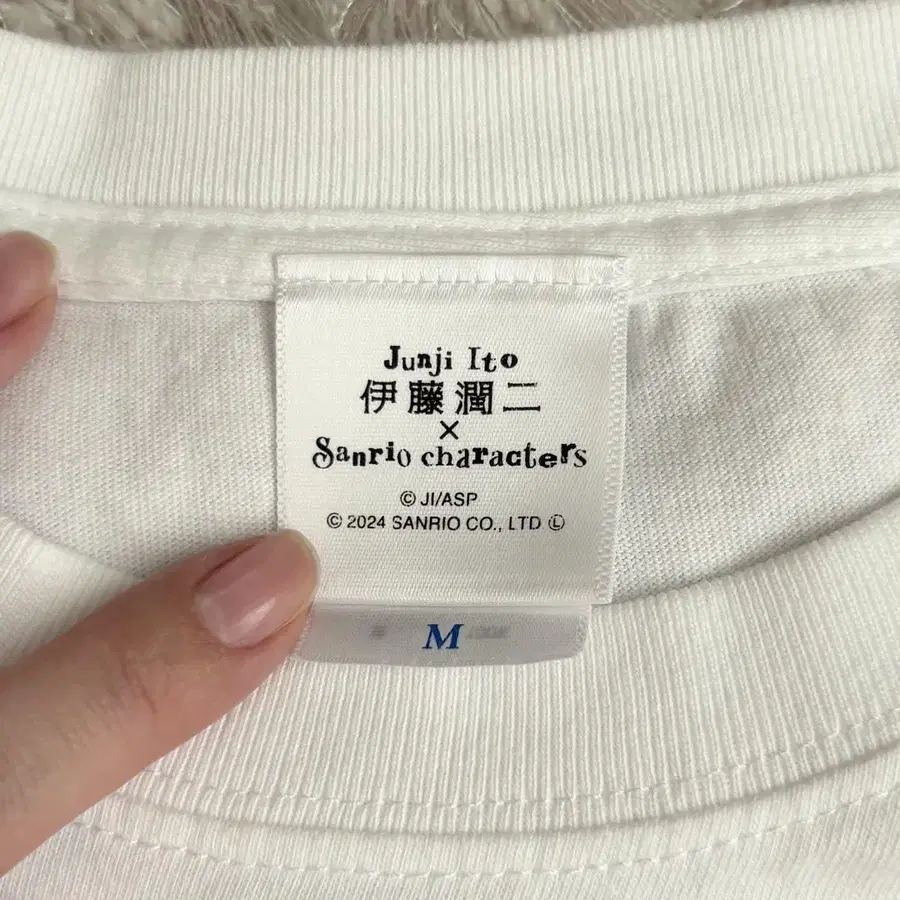 Junji Ito
伊藤潤二
×
Sanrio characters
© JI/ASP
© 2024 SANRIO CO., LTD Ⓛ
M